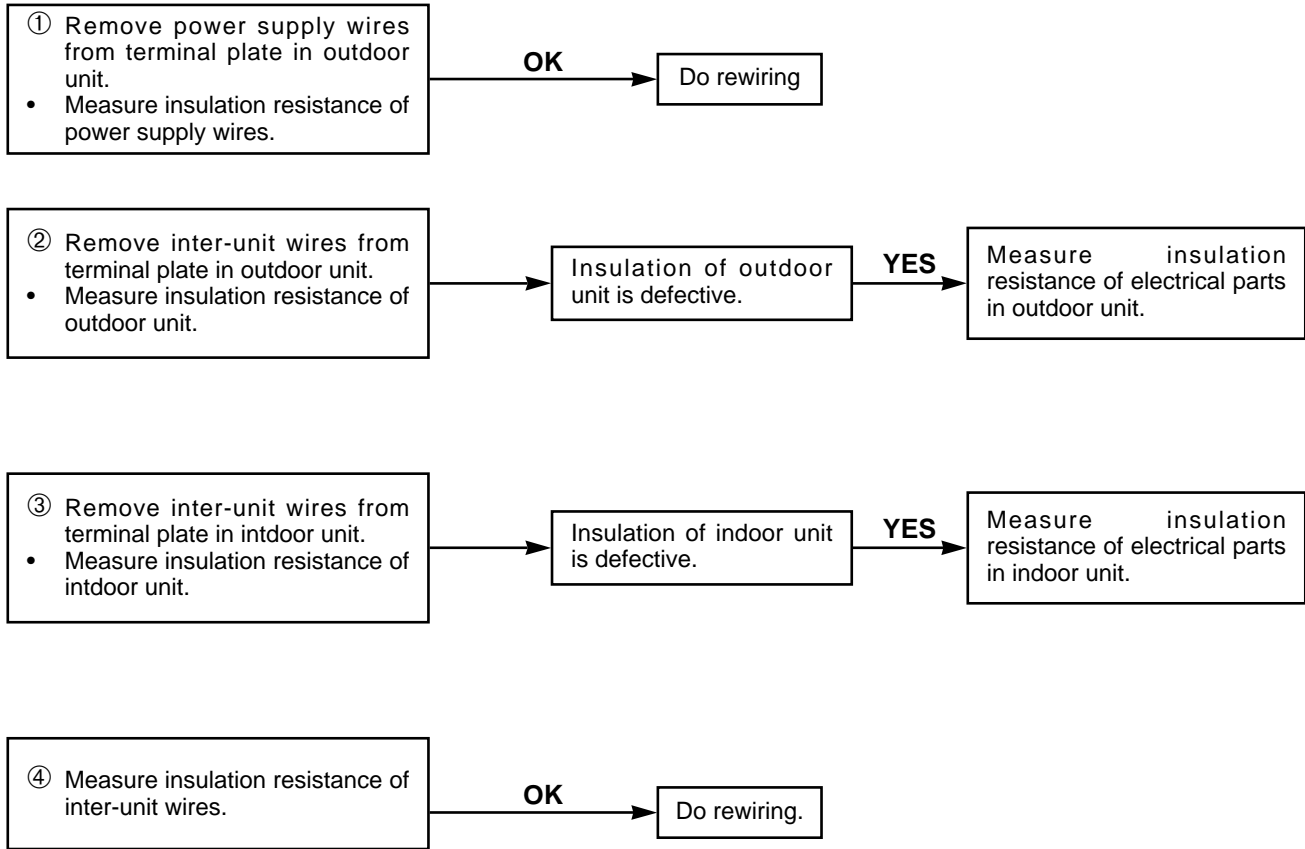 ① Remove power supply wires
from terminal plate in outdoor
unit.
• Measure insulation resistance of
power supply wires.
OK
Do rewiring
② Remove inter-unit wires from
terminal plate in outdoor unit.
• Measure insulation resistance of
outdoor unit.
Insulation of outdoor
unit is defective.
YES
Measure insulation
resistance of electrical parts
in outdoor unit.
③ Remove inter-unit wires from
terminal plate in intdoor unit.
• Measure insulation resistance of
intdoor unit.
Insulation of indoor unit
is defective.
YES
Measure insulation
resistance of electrical parts
in indoor unit.
④ Measure insulation resistance of
inter-unit wires.
OK
Do rewiring.